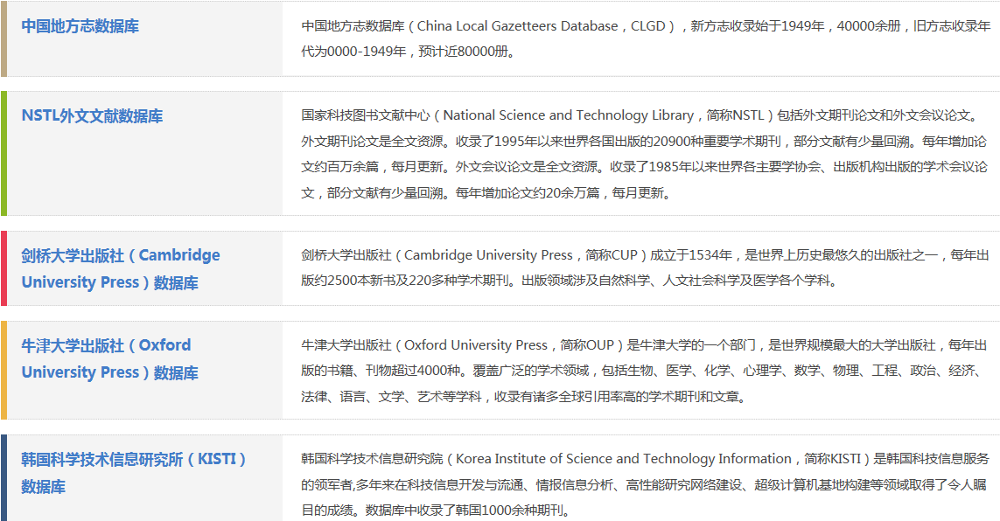 中国地方志数据库
中国地方志数据库（China Local Gazetteers Database，CLGD），新方志收录始于1949年，40000余册，旧方志收录年
代为0000-1949年，预计近80000册。
NSTL外文文献数据库
国家科技图书文献中心（National Science and Technology Library，简称NSTL）包括外文期刊论文和外文会议论文。
外文期刊论文是全文资源。收录了1995年以来世界各国出版的20900种重要学术期刊，部分文献有少量回溯。每年增加论
文约百万余篇，每月更新。外文会议论文是全文资源。收录了1985年以来世界各主要学协会、出版机构出版的学术会议论
文，部分文献有少量回溯。每年增加论文约20余万篇，每月更新。
剑桥大学出版社（Cambridge
University Press）数据库
剑桥大学出版社（Cambridge University Press，简称CUP）成立于1534年，是世界上历史最悠久的出版社之一，每年出
版约2500本新书及220多种学术期刊。出版领域涉及自然科学、人文社会科学及医学各个学科。
牛津大学出版社（Oxford
University Press）数据库
牛津大学出版社（Oxford University Press，简称OUP）是牛津大学的一个部门，是世界规模最大的大学出版社，每年出
版的书籍、刊物超过4000种。覆盖广泛的学术领域，包括生物、医学、化学、心理学、数学、物理、工程、政治、经济、
法律、语言、文学、艺术等学科，收录有诸多全球引用率高的学术期刊和文章。
韩国科学技术信息研究所（KISTI）
数据库
韩国科学技术信息研究院（Korea Institute of Science and Technology Information，简称KISTI）是韩国科技信息服务
的领军者,多年来在科技信息开发与流通、情报信息分析、高性能研究网络建设、超级计算机基地构建等领域取得了令人瞩
目的成绩。数据库中收录了韩国1000余种期刊。